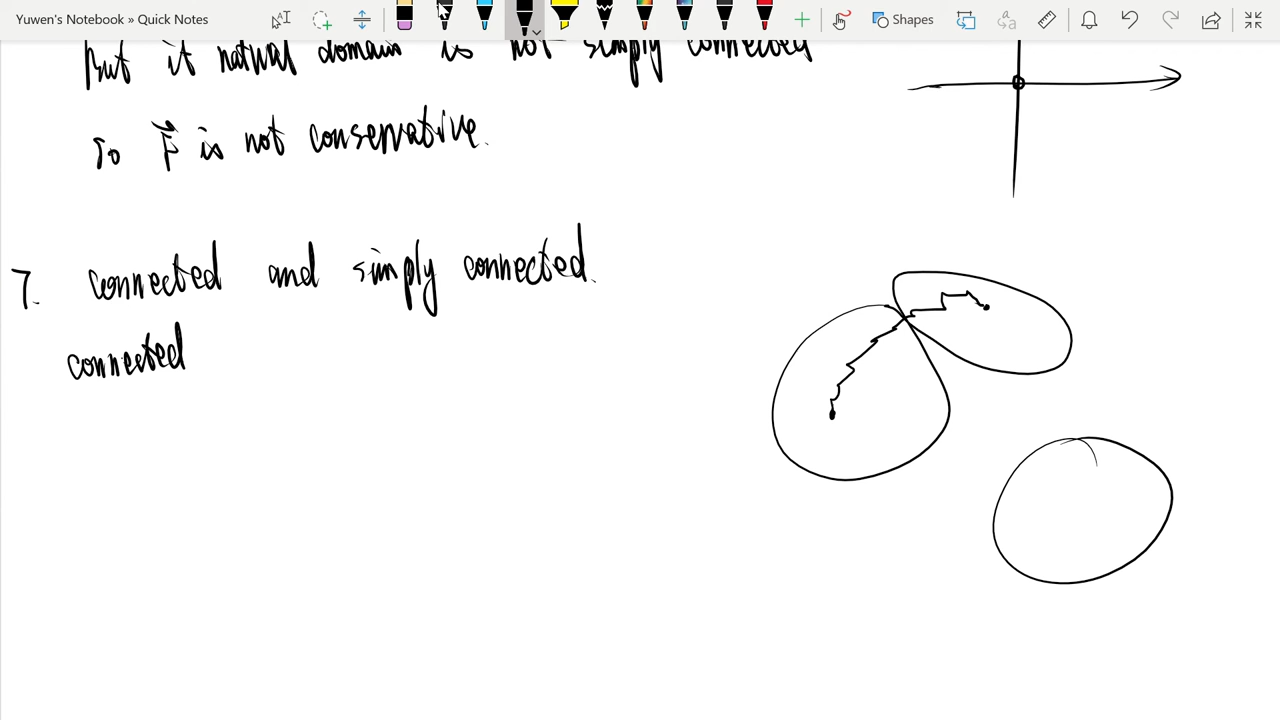 Yuwen's Notebook » Quick Notes
Shapes
But it natural domain is not simply connected
So F⃗ is not conservative.
7. connected and simply connected.
connected